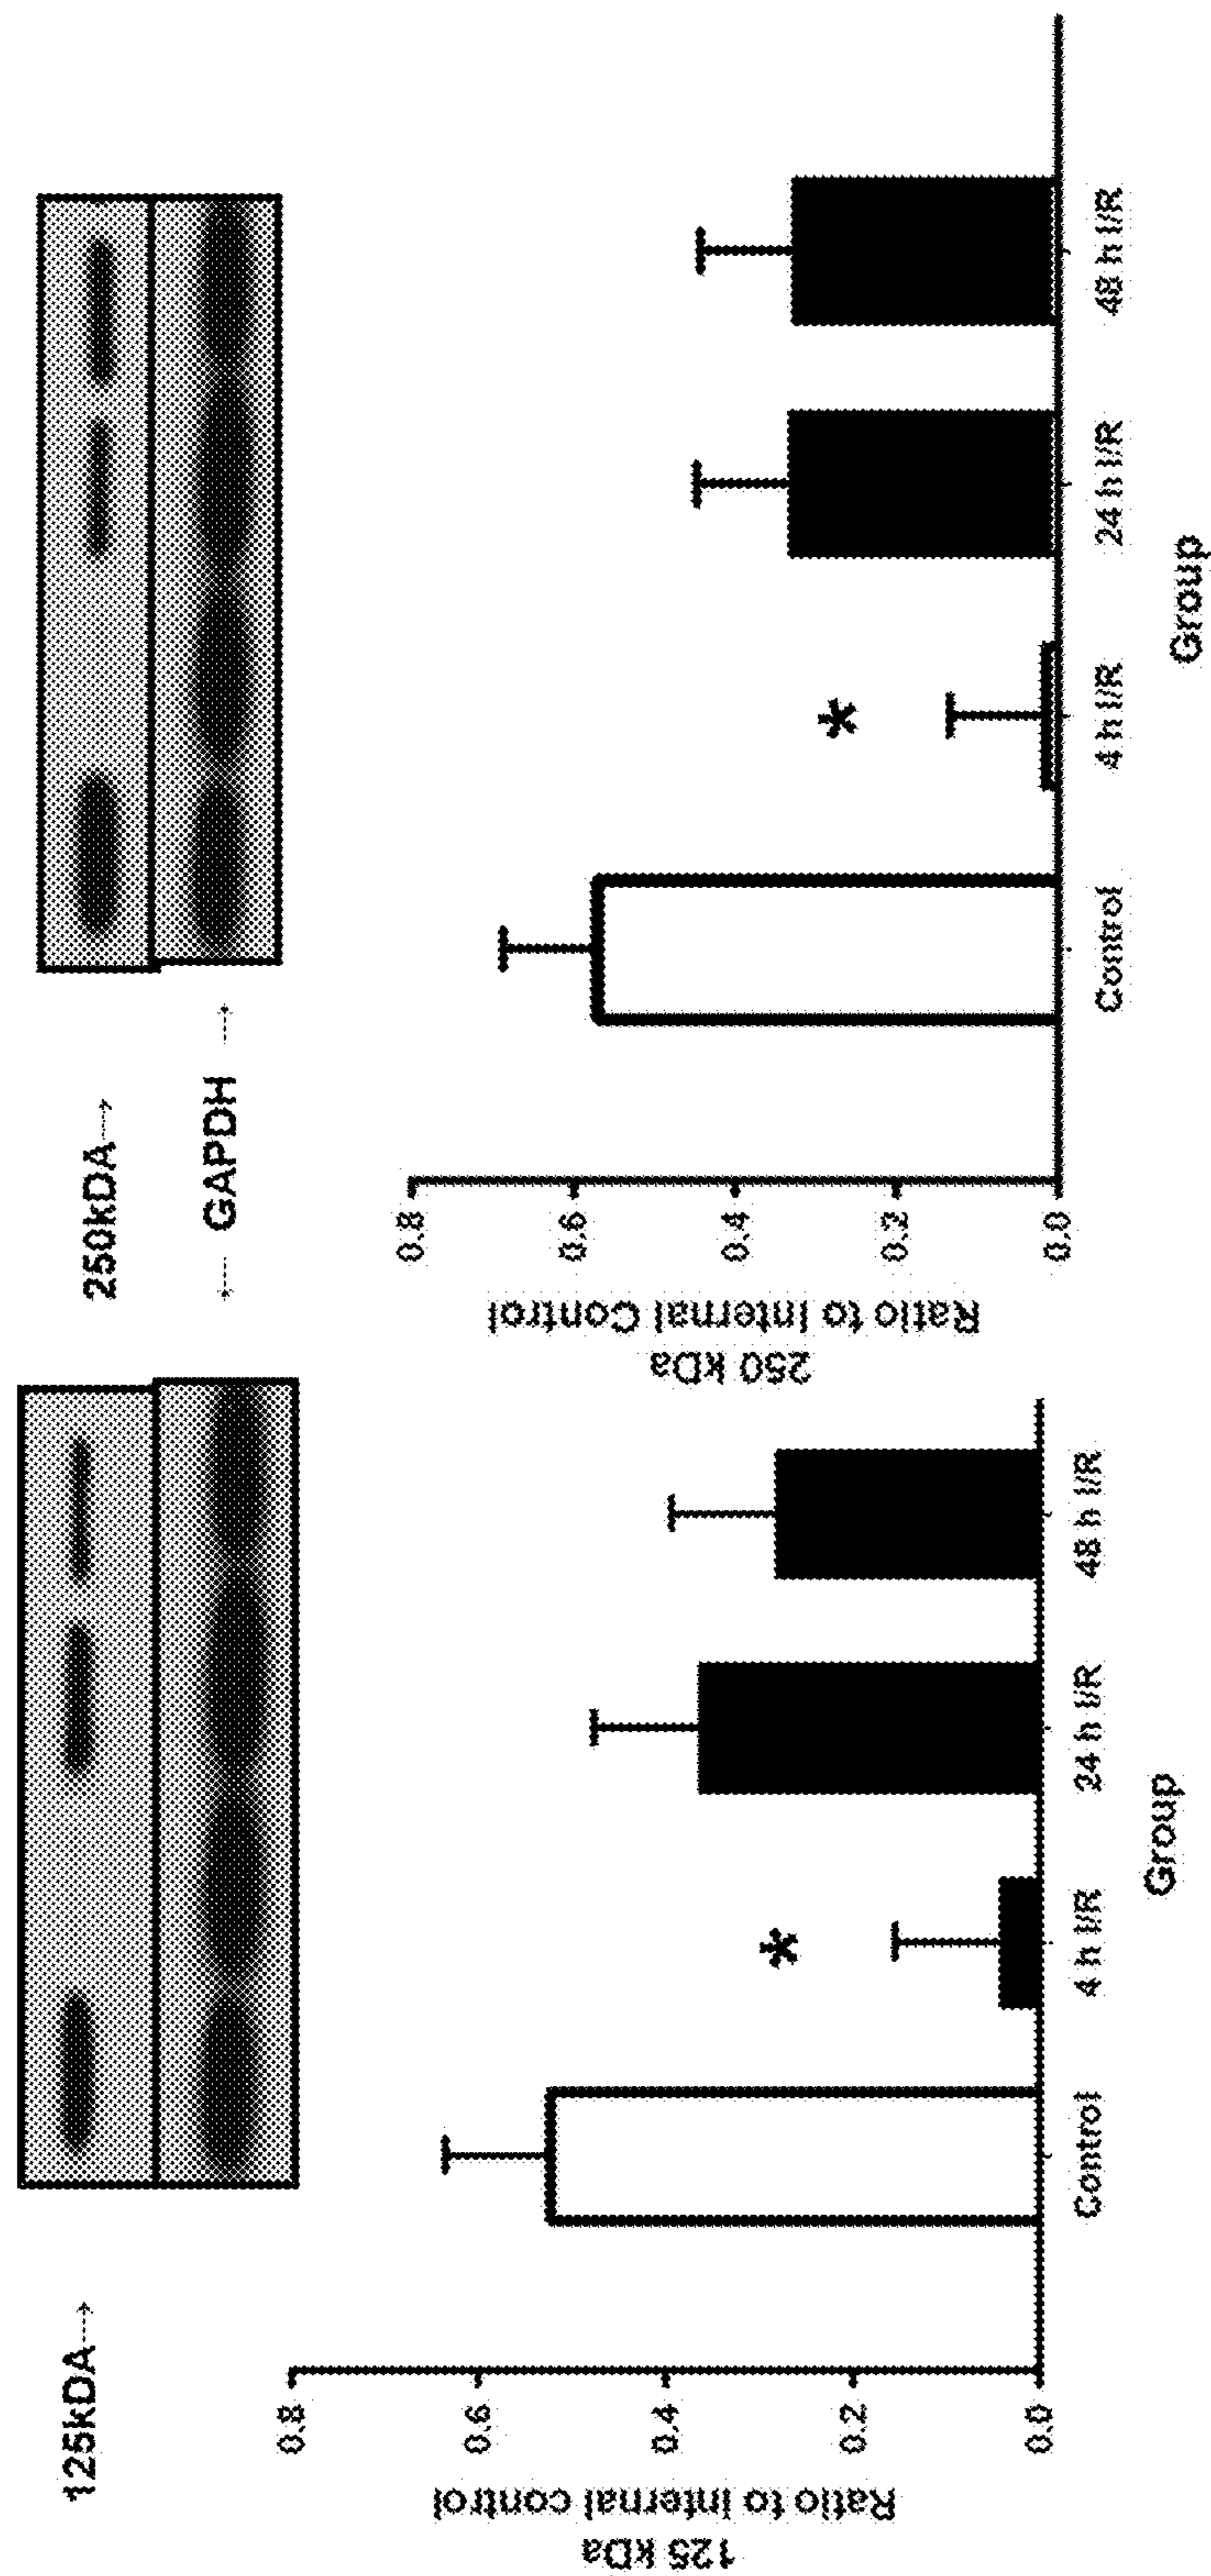 125kDA→
250kDA→
← GAPDH →
125 kDa
Ratio to internal control
0.8
0.6
0.4
0.2
0.0
*
Control
4 h I/R
24 h I/R
48 h I/R
Group
250 kDa
Ratio to Internal Control
0.8
0.6
0.4
0.2
0.0
*
Control
4 h I/R
24 h I/R
48 h I/R
Group